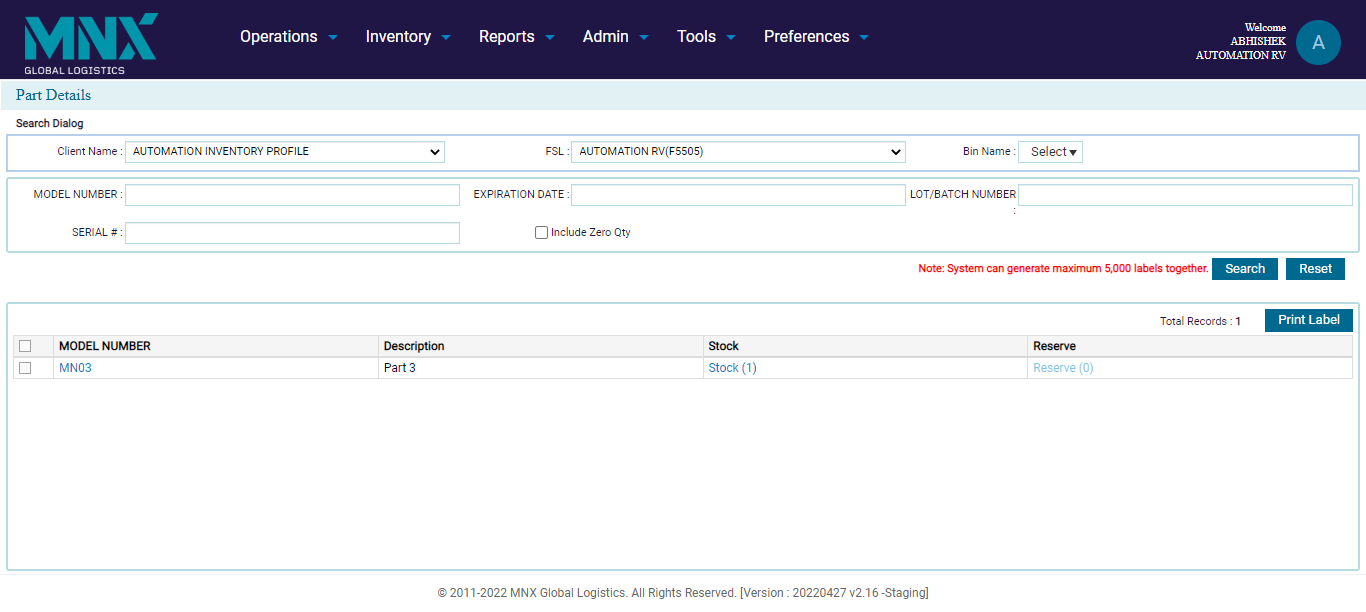 MNX
GLOBAL LOGISTICS
Operations Inventory Reports Admin Tools Preferences
Welcome
ABHISHEK
AUTOMATION RV
A
Part Details
Search Dialog
Client Name : AUTOMATION INVENTORY PROFILE FSL : AUTOMATION RV(F5505) Bin Name : Select
MODEL NUMBER : EXPIRATION DATE : LOT/BATCH NUMBER
:
SERIAL # : Include Zero Qty
Note: System can generate maximum 5,000 labels together. Search Reset
Total Records : 1 Print Label
MODEL NUMBER Description Stock Reserve
MN03 Part 3 Stock (1) Reserve (0)
© 2011-2022 MNX Global Logistics. All Rights Reserved. [Version : 20220427 v2.16 -Staging]